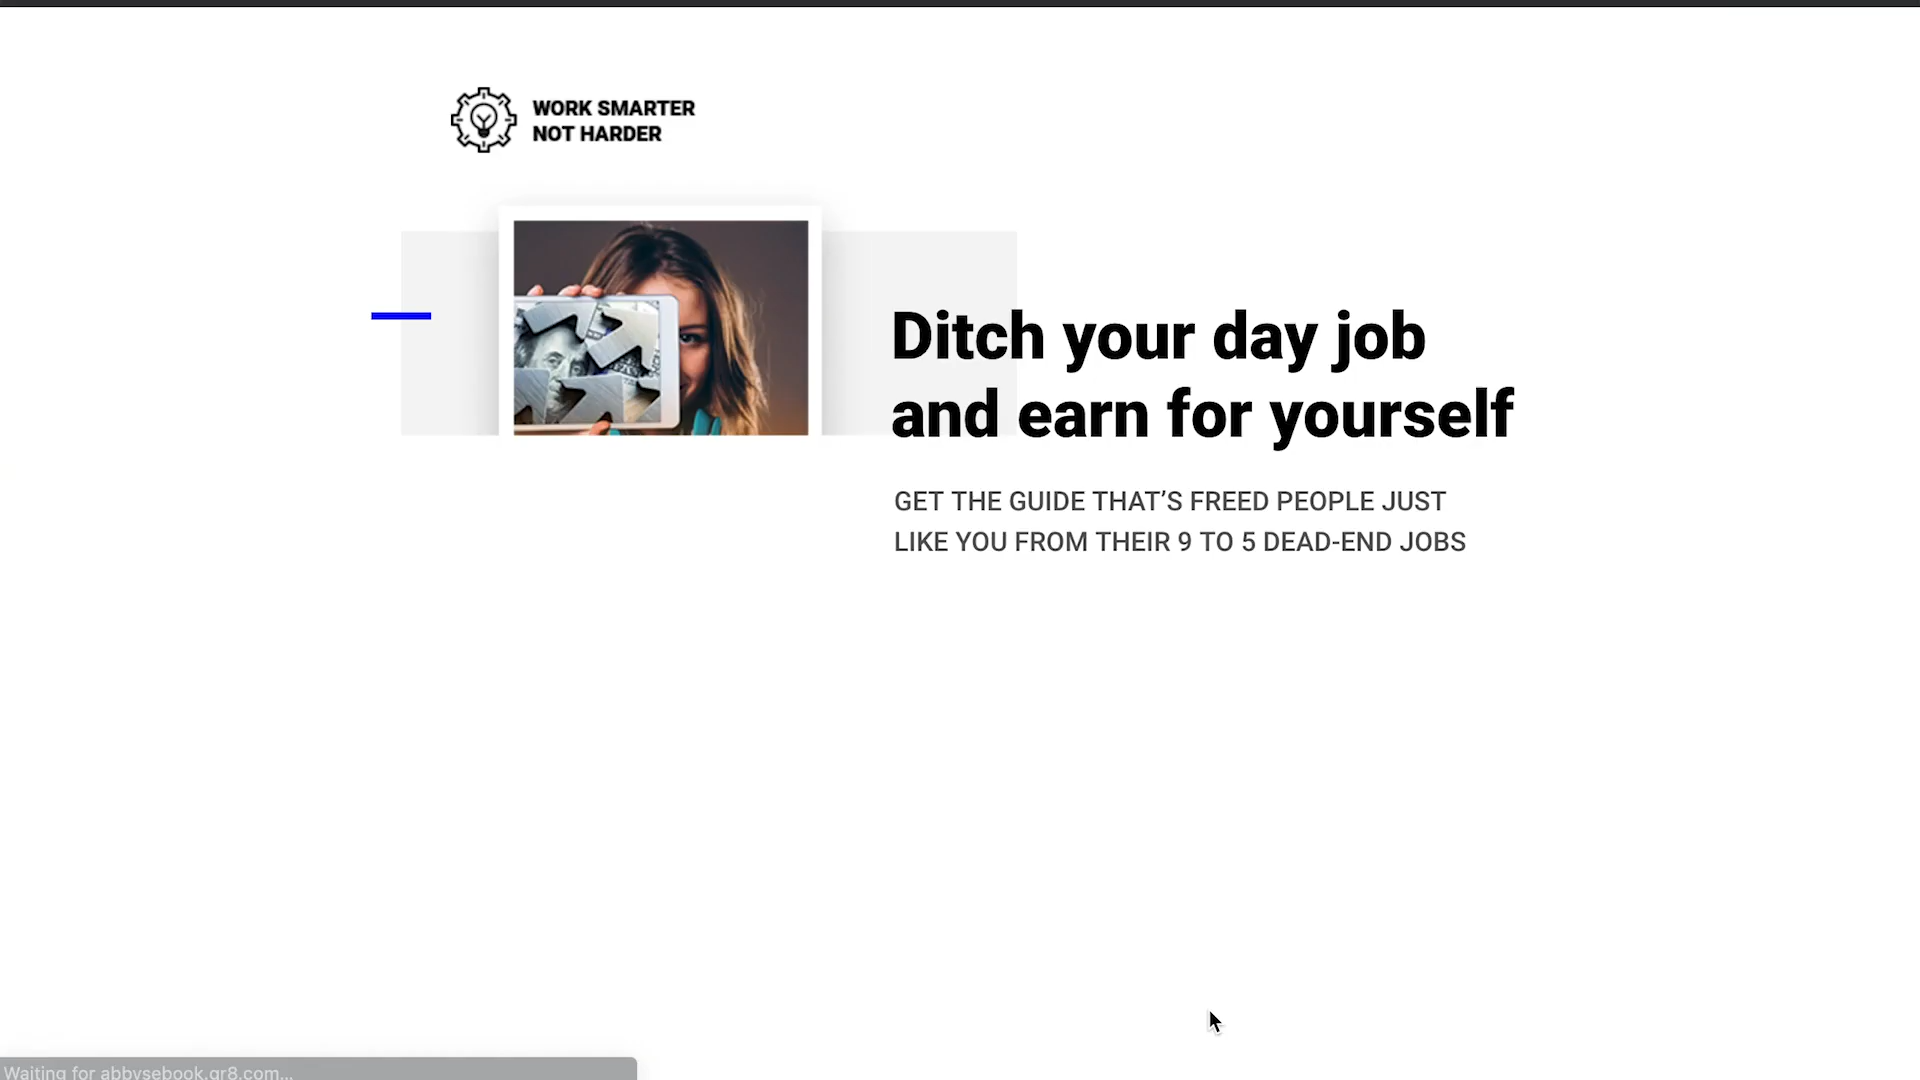 WORK SMARTER
NOT HARDER
Ditch your day job
and earn for yourself
GET THE GUIDE THAT’S FREED PEOPLE JUST
LIKE YOU FROM THEIR 9 TO 5 DEAD-END JOBS
Waiting for abbysebook.gr8.com...